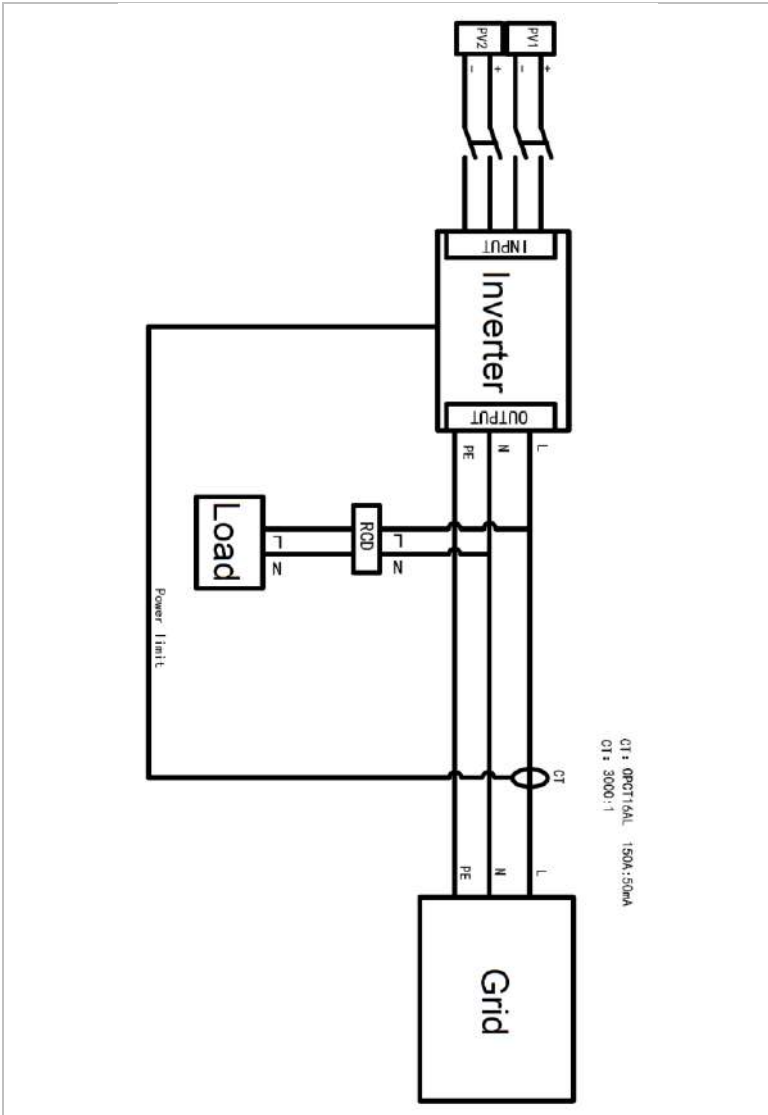 PV2
PV1
-
+
-
+
INPUT
Inverter
OUTPUT
PE
N
L
Load
L
N
RCD
L
N
Power limit
CT
CT: OPCT16AL 150A:50mA
CT: 3000:1
PE
N
L
Grid